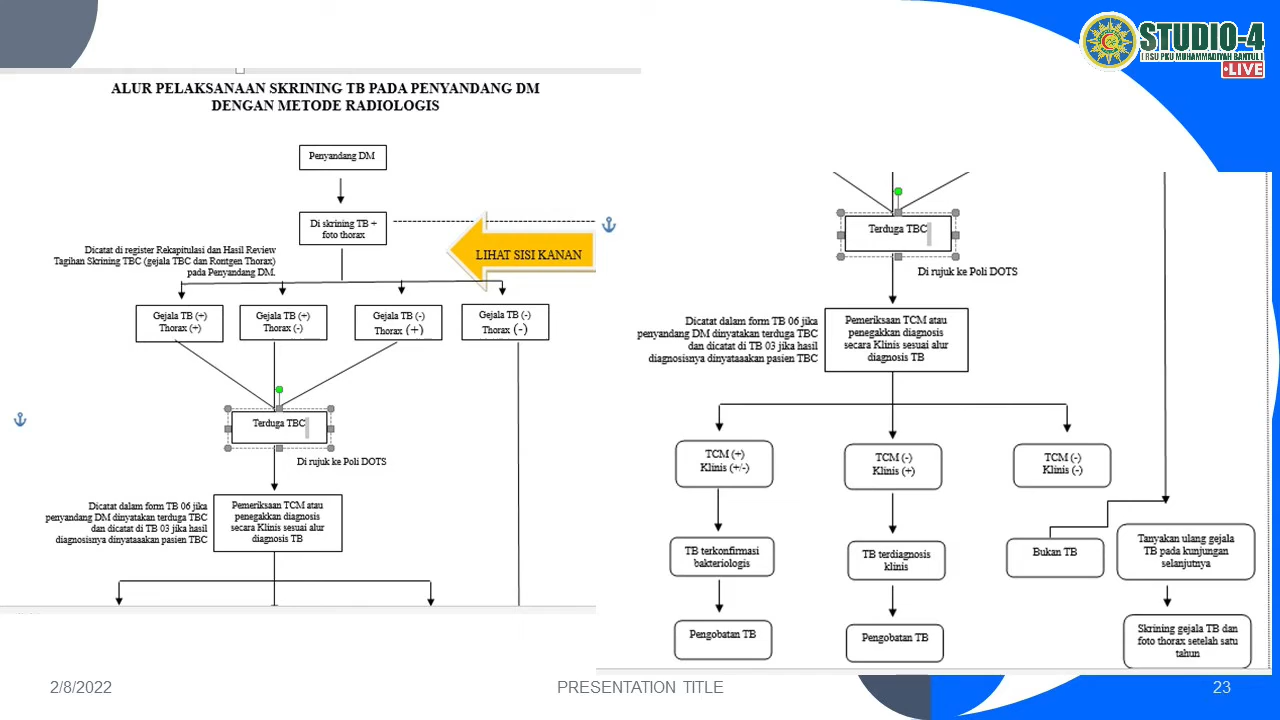 STUDIO-4
[ RSU PKU MUHAMMADIYAH BANTUL ]
•LIVE
ALUR PELAKSANAAN SKRINING TB PADA PENYANDANG DM
DENGAN METODE RADIOLOGIS
Penyandang DM
Di skrining TB +
foto thorax
Dicatat di register Rekapitulasi dan Hasil Review
Tagihan Skrining TBC (gejala TBC dan Rontgen Thorax)
pada Penyandang DM.
LIHAT SISI KANAN
Gejala TB (+)
Thorax (+)
Gejala TB (+)
Thorax (-)
Gejala TB (-)
Thorax (+)
Gejala TB (-)
Thorax (-)
Terduga TBC
Di rujuk ke Poli DOTS
Dicatat dalam form TB 06 jika
penyandang DM dinyatakan terduga TBC
dan dicatat di TB 03 jika hasil
diagnosisnya dinyataaakan pasien TBC
Pemeriksaan TCM atau
penegakkan diagnosis
secara Klinis sesuai alur
diagnosis TB
Terduga TBC
Di rujuk ke Poli DOTS
Dicatat dalam form TB 06 jika
penyandang DM dinyatakan terduga TBC
dan dicatat di TB 03 jika hasil
diagnosisnya dinyataaakan pasien TBC
Pemeriksaan TCM atau
penegakkan diagnosis
secara Klinis sesuai alur
diagnosis TB
TCM (+)
Klinis (+/-)
TCM (-)
Klinis (+)
TCM (-)
Klinis (-)
TB terkonfirmasi
bakteriologis
TB terdiagnosis
klinis
Bukan TB
Tanyakan ulang gejala
TB pada kunjungan
selanjutnya
Pengobatan TB
Pengobatan TB
Skrining gejala TB dan
foto thorax setelah satu
tahun
2/8/2022
PRESENTATION TITLE
23